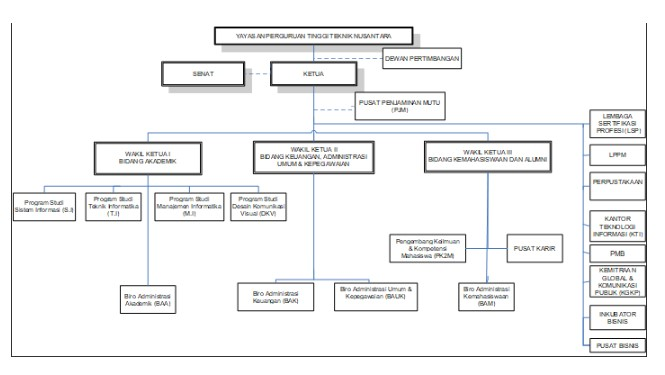 YAYASAN PERGURUAN TINGGI TEKNIK NUSANTARA
DEWAN PERTIMBANGAN
SENAT
KETUA
PUSAT PENJAMINAN MUTU
(PJM)
LEMBAGA
SERTIFIKASI
PROFESI (LSP)
WAKIL KETUA I
BIDANG AKADEMIK
WAKIL KETUA II
BIDANG KEUANGAN, ADMINISTRASI
UMUM & KEPEGAWAIAN
WAKIL KETUA III
BIDANG KEMAHASISWAAN DAN ALUMNI
LPPM
PERPUSTAKAAN
Program Studi
Sistem Informasi (S.I)
Program Studi
Teknik Informatika
(T.I)
Program Studi
Manajemen Informatika
(M.I)
Program Studi
Desain Komunikasi
Visual (DKV)
KANTOR
TEKNOLOGI
INFORMASI (KTI)
Pengembang Keilmuan
& Kompetensi
Mahasiswa (PK2M)
PUSAT KARIR
PMB
KEMITRAAN
GLOBAL &
KOMUNIKASI
PUBLIK (KGKP)
Biro Administrasi
Akademik (BAA)
Biro Administrasi
Keuangan (BAK)
Biro Administrasi Umum &
Kepegawaian (BAUK)
Biro Administrasi
Kemahasiswaan
(BAM)
INKUBATOR
BISNIS
PUSAT BISNIS